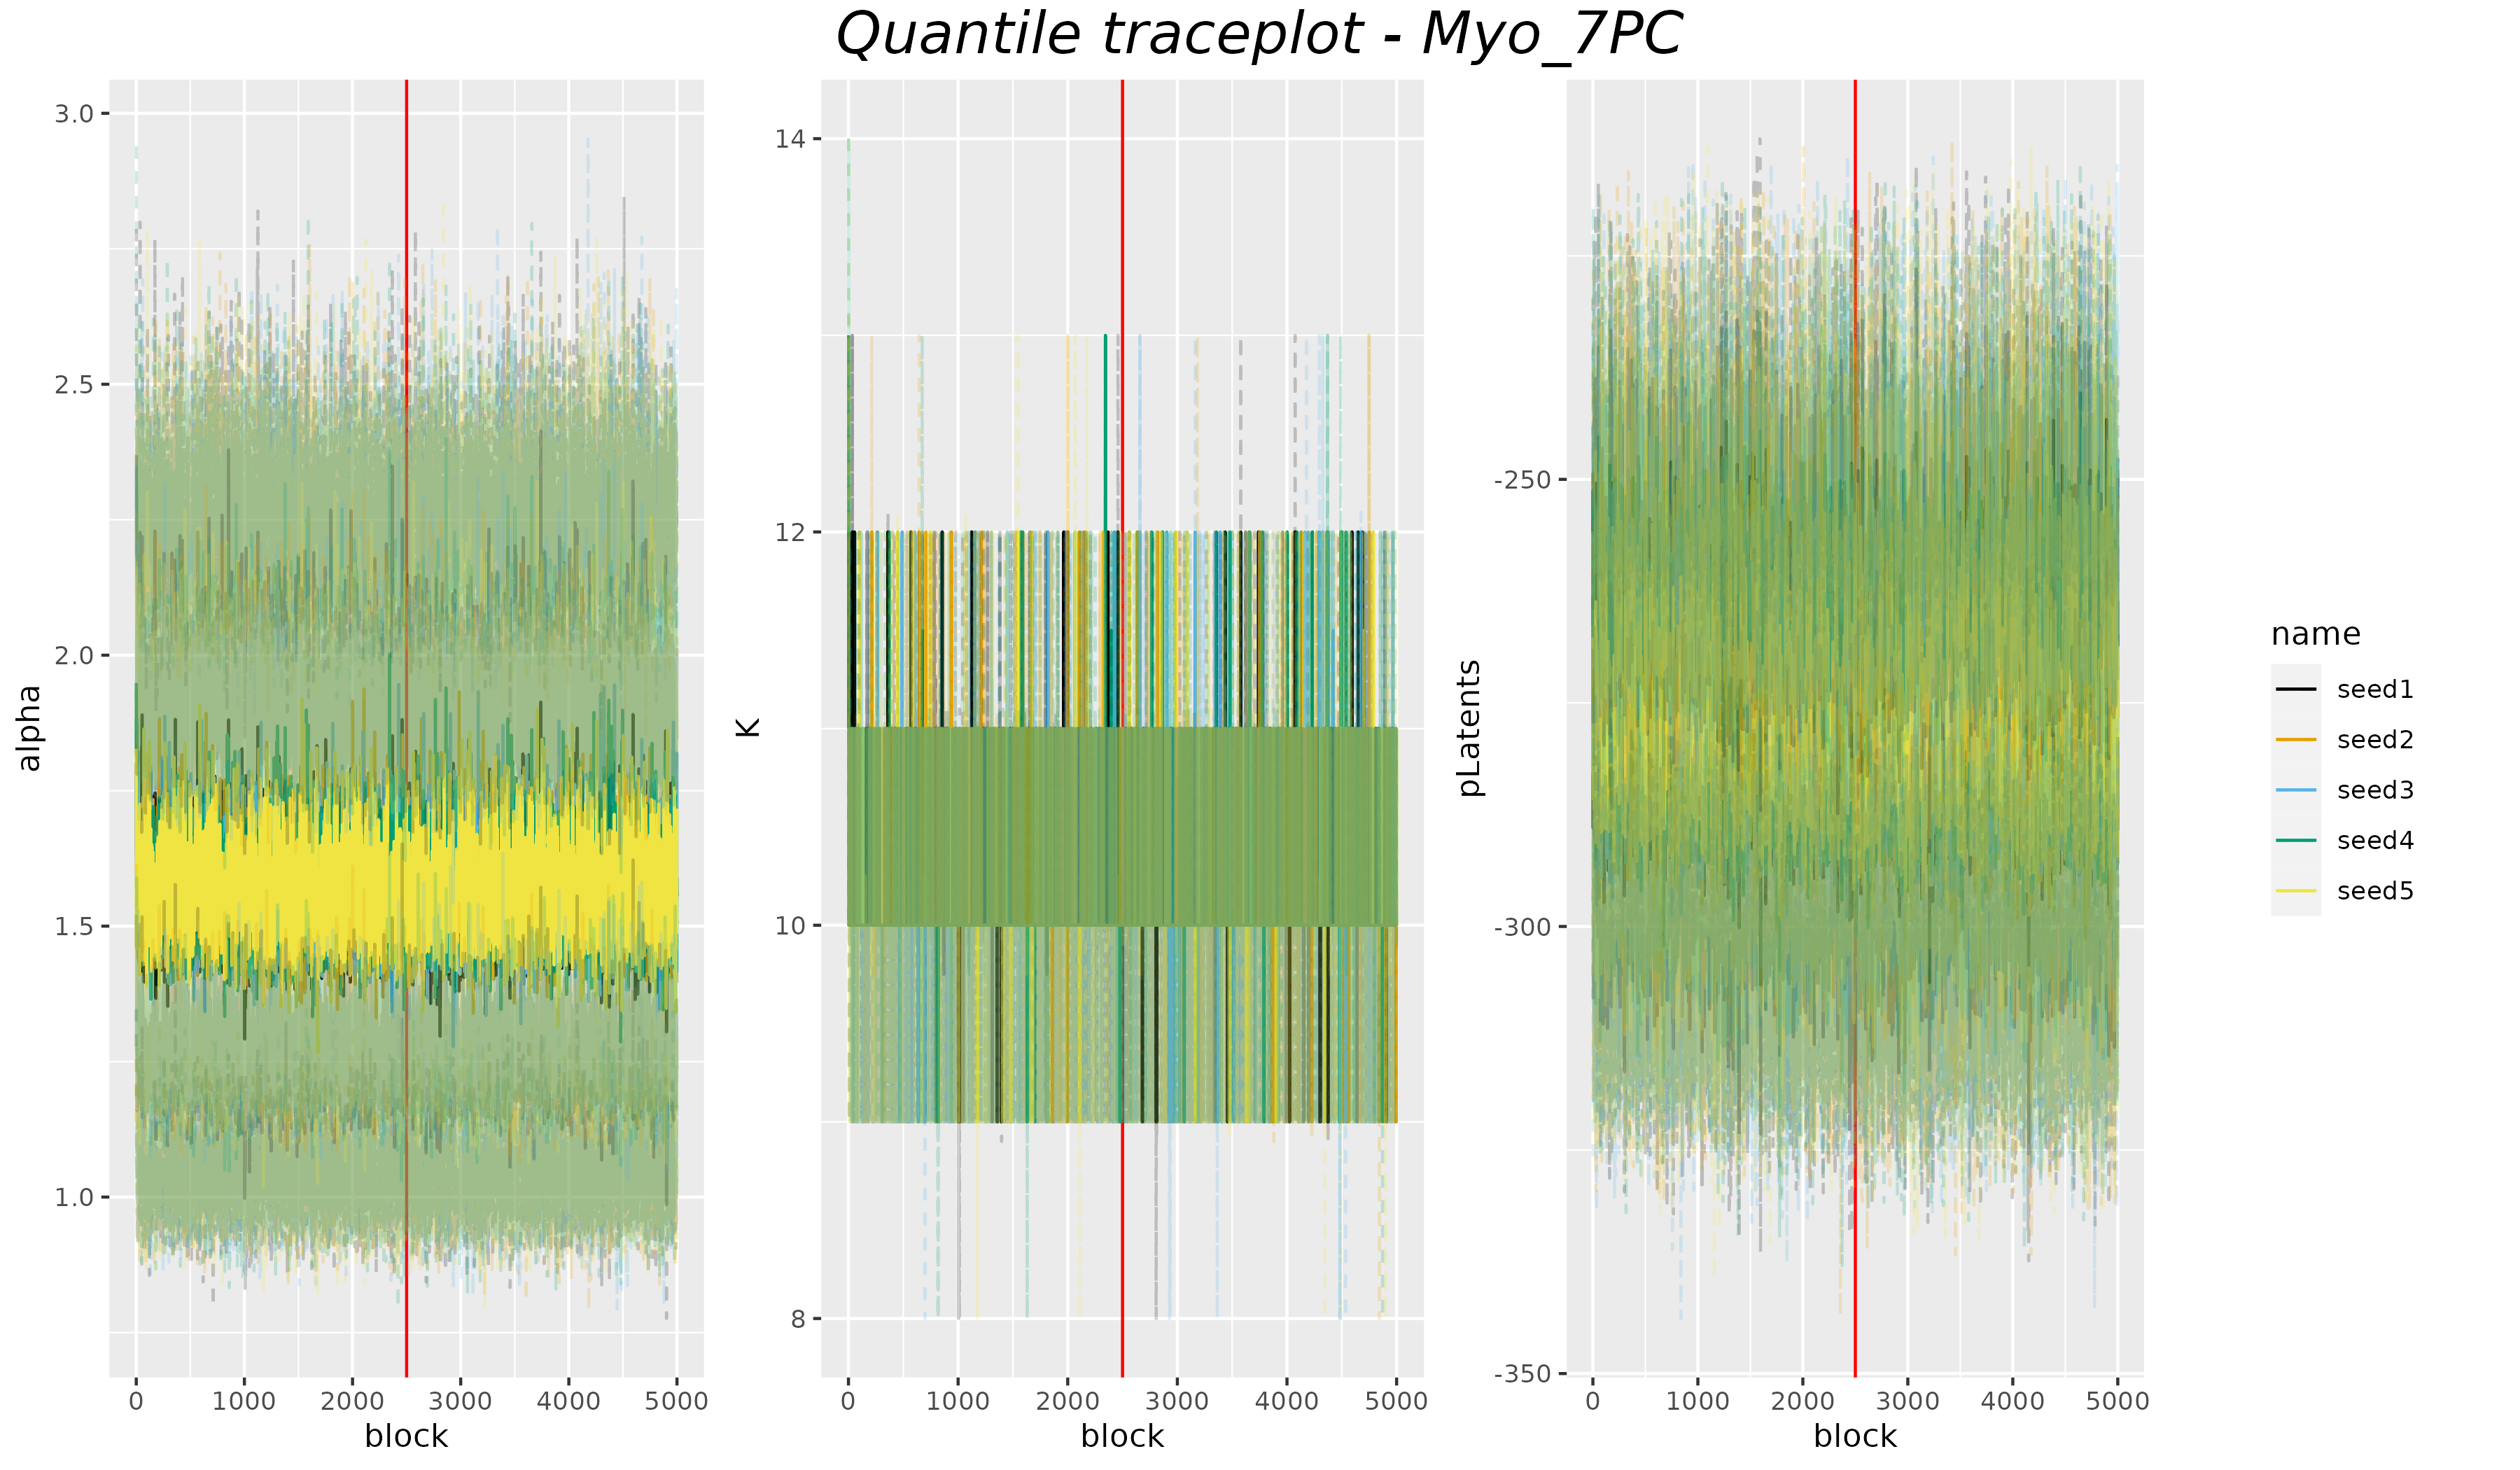 Quantile traceplot - Myo_7PC
alpha
3.0
2.5
2.0
1.5
1.0
0 1000 2000 3000 4000 5000
block
K
14
12
10
8
0 1000 2000 3000 4000 5000
block
pLatents
-250
-300
-350
0 1000 2000 3000 4000 5000
block
name
seed1
seed2
seed3
seed4
seed5